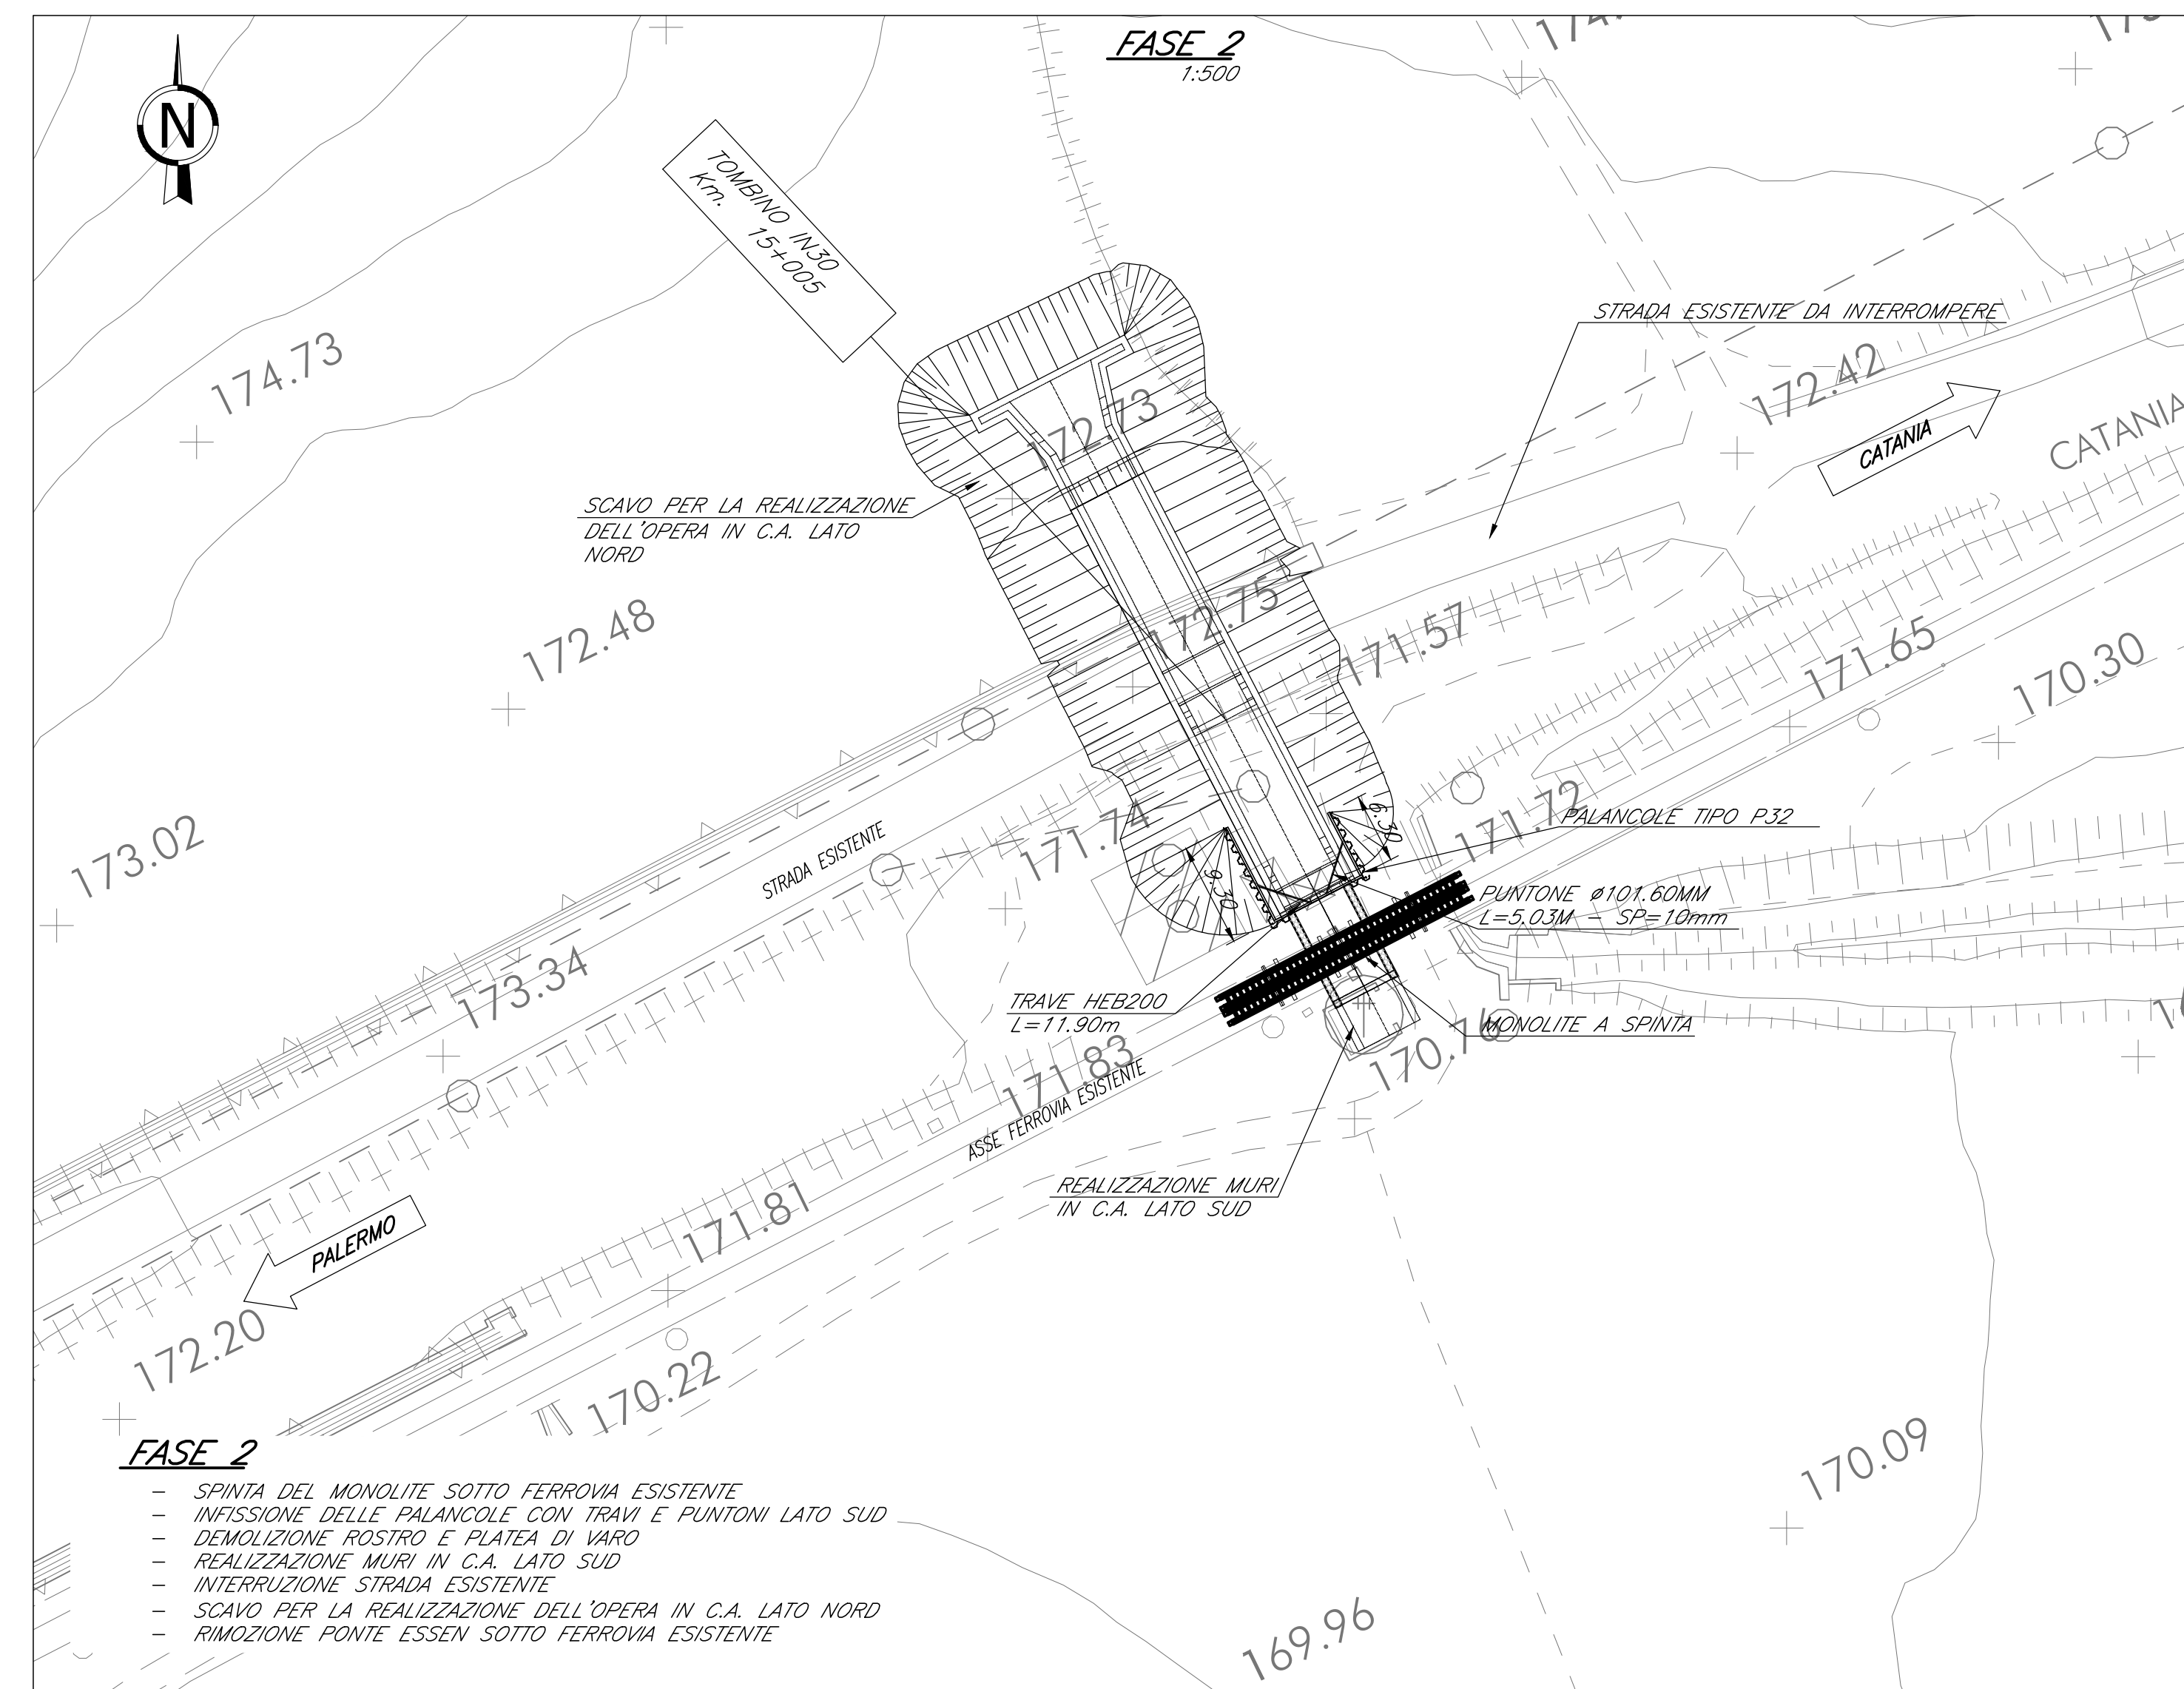 FASE 2
1:500
N
TOMBINO IN30
Km. 15+005
STRADA ESISTENTE DA INTERROMPERE
174.73
172.73
172.42
CATANIA
CATANIA
SCAVO PER LA REALIZZAZIONE
DELL'OPERA IN C.A. LATO
NORD
172.48
172.75
171.57
171.65
170.30
173.02
STRADA ESISTENTE
171.74
9.30
6.30
171.72
PALANCOLE TIPO P32
PUNTONE ø101.60MM
L=5.03M - SP=10mm
173.34
TRAVE HEB200
L=11.90m
MONOLITE A SPINTA
170.76
171.83
ASSE FERROVIA ESISTENTE
REALIZZAZIONE MURI
IN C.A. LATO SUD
171.81
PALERMO
172.20
170.22
170.09
169.96
FASE 2
- SPINTA DEL MONOLITE SOTTO FERROVIA ESISTENTE
- INFISSIONE DELLE PALANCOLE CON TRAVI E PUNTONI LATO SUD
- DEMOLIZIONE ROSTRO E PLATEA DI VARO
- REALIZZAZIONE MURI IN C.A. LATO SUD
- INTERRUZIONE STRADA ESISTENTE
- SCAVO PER LA REALIZZAZIONE DELL'OPERA IN C.A. LATO NORD
- RIMOZIONE PONTE ESSEN SOTTO FERROVIA ESISTENTE